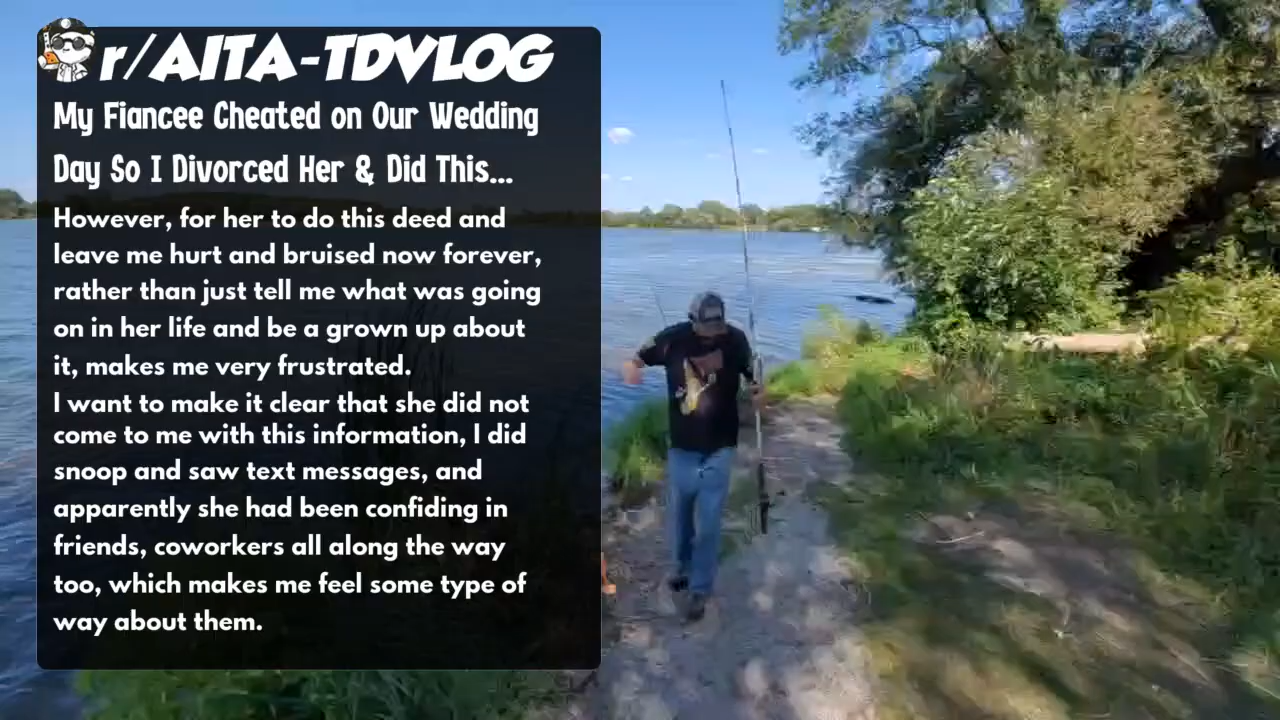 r/AITA-TDVLOG
My Fiancee Cheated on Our Wedding
Day So I Divorced Her & Did This...
However, for her to do this deed and
leave me hurt and bruised now forever,
rather than just tell me what was going
on in her life and be a grown up about
it, makes me very frustrated.
I want to make it clear that she did not
come to me with this information, I did
snoop and saw text messages, and
apparently she had been confiding in
friends, coworkers all along the way
too, which makes me feel some type of
way about them.